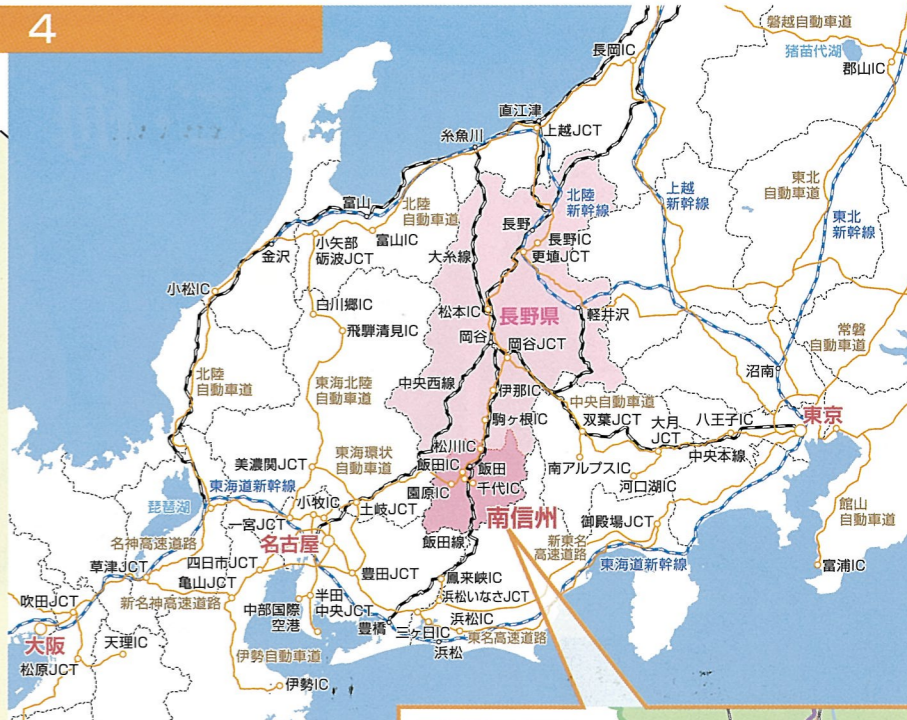 4
磐越自動車道
猪苗代湖
郡山IC
長岡IC
直江津
上越JCT
糸魚川
北陸
新幹線
上越
新幹線
東北
自動車道
東北
新幹線
富山
北陸
自動車道
富山IC
小矢部
砺波JCT
金沢
小松IC
大糸線
長野
長野IC
更埴JCT
白川郷IC
飛騨清見IC
松本IC
長野県
軽井沢
岡谷
岡谷JCT
常磐
自動車道
沼南
北陸
自動車道
東海北陸
自動車道
中央西線
伊那IC
駒ヶ根IC
中央自動車道
双葉JCT
大月
JCT
八王子IC
東京
中央本線
松川IC
飯田IC
飯田
園原IC
千代IC
南アルプスIC
河口湖IC
美濃関JCT
東海環状
自動車道
琵琶湖
東海道新幹線
小牧IC
土岐JCT
一宮JCT
名古屋
南信州
飯田線
御殿場JCT
新東名
高速道路
東海道新幹線
館山
自動車道
富浦IC
名神高速道路
草津JCT
四日市JCT
亀山JCT
新名神高速道路
豊田JCT
鳳来峡IC
浜松いなさJCT
吹田JCT
大阪
天理IC
松原JCT
中部国際
空港
半田
中央JCT
豊橋
三ヶ日IC
浜松IC
東名高速道路
浜松
伊勢自動車道
伊勢IC